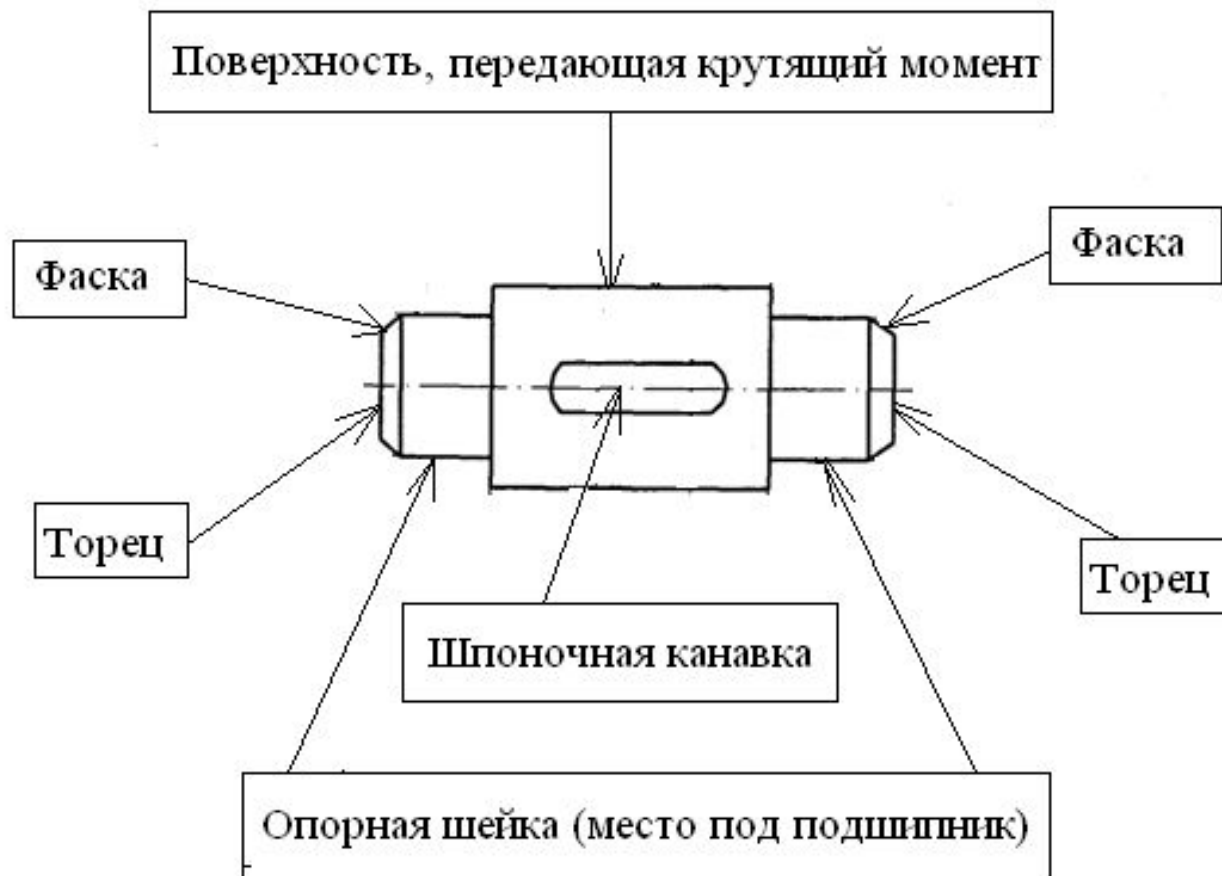 Поверхность, передающая крутящий момент
Фаска
Фаска
Торец
Торец
Шпоночная канавка
Опорная шейка (место под подшипник)